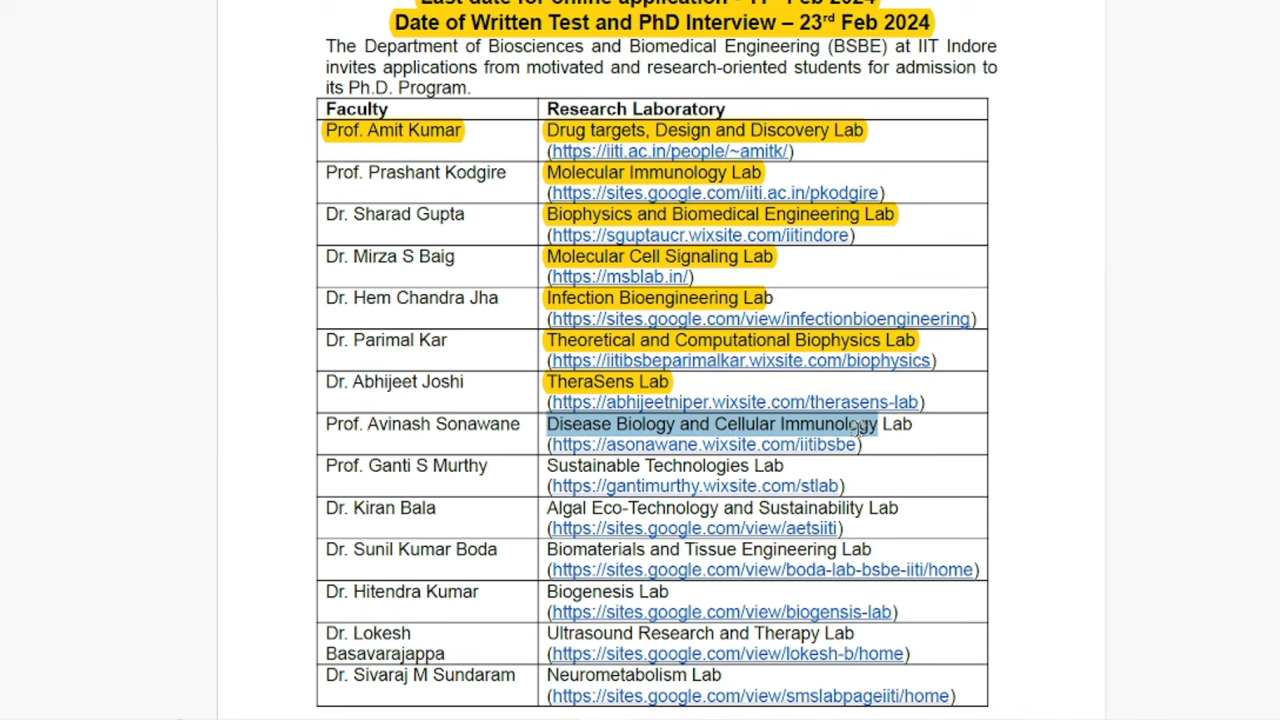 Last date for online application - 11th Feb 2024
Date of Written Test and PhD Interview – 23rd Feb 2024
The Department of Biosciences and Biomedical Engineering (BSBE) at IIT Indore
invites applications from motivated and research-oriented students for admission to
its Ph.D. Program.
Faculty Research Laboratory
Prof. Amit Kumar Drug targets, Design and Discovery Lab
(https://iiti.ac.in/people/~amitk/)
Prof. Prashant Kodgire Molecular Immunology Lab
(https://sites.google.com/iiti.ac.in/pkodgire)
Dr. Sharad Gupta Biophysics and Biomedical Engineering Lab
(https://sguptaucr.wixsite.com/iitindore)
Dr. Mirza S Baig Molecular Cell Signaling Lab
(https://msblab.in/)
Dr. Hem Chandra Jha Infection Bioengineering Lab
(https://sites.google.com/view/infectionbioengineering)
Dr. Parimal Kar Theoretical and Computational Biophysics Lab
(https://iitibsbeparimalkar.wixsite.com/biophysics)
Dr. Abhijeet Joshi TheraSens Lab
(https://abhijeetniper.wixsite.com/therasens-lab)
Prof. Avinash Sonawane Disease Biology and Cellular Immunology Lab
(https://asonawane.wixsite.com/iitibsbe)
Prof. Ganti S Murthy Sustainable Technologies Lab
(https://gantimurthy.wixsite.com/stlab)
Dr. Kiran Bala Algal Eco-Technology and Sustainability Lab
(https://sites.google.com/view/aetsiiti)
Dr. Sunil Kumar Boda Biomaterials and Tissue Engineering Lab
(https://sites.google.com/view/boda-lab-bsbe-iiti/home)
Dr. Hitendra Kumar Biogenesis Lab
(https://sites.google.com/view/biogensis-lab)
Dr. Lokesh Ultrasound Research and Therapy Lab
Basavarajappa (https://sites.google.com/view/lokesh-b/home)
Dr. Sivaraj M Sundaram Neurometabolism Lab
(https://sites.google.com/view/smslabpageiiti/home)